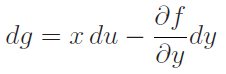 dg = x du − ∂f/∂y dy